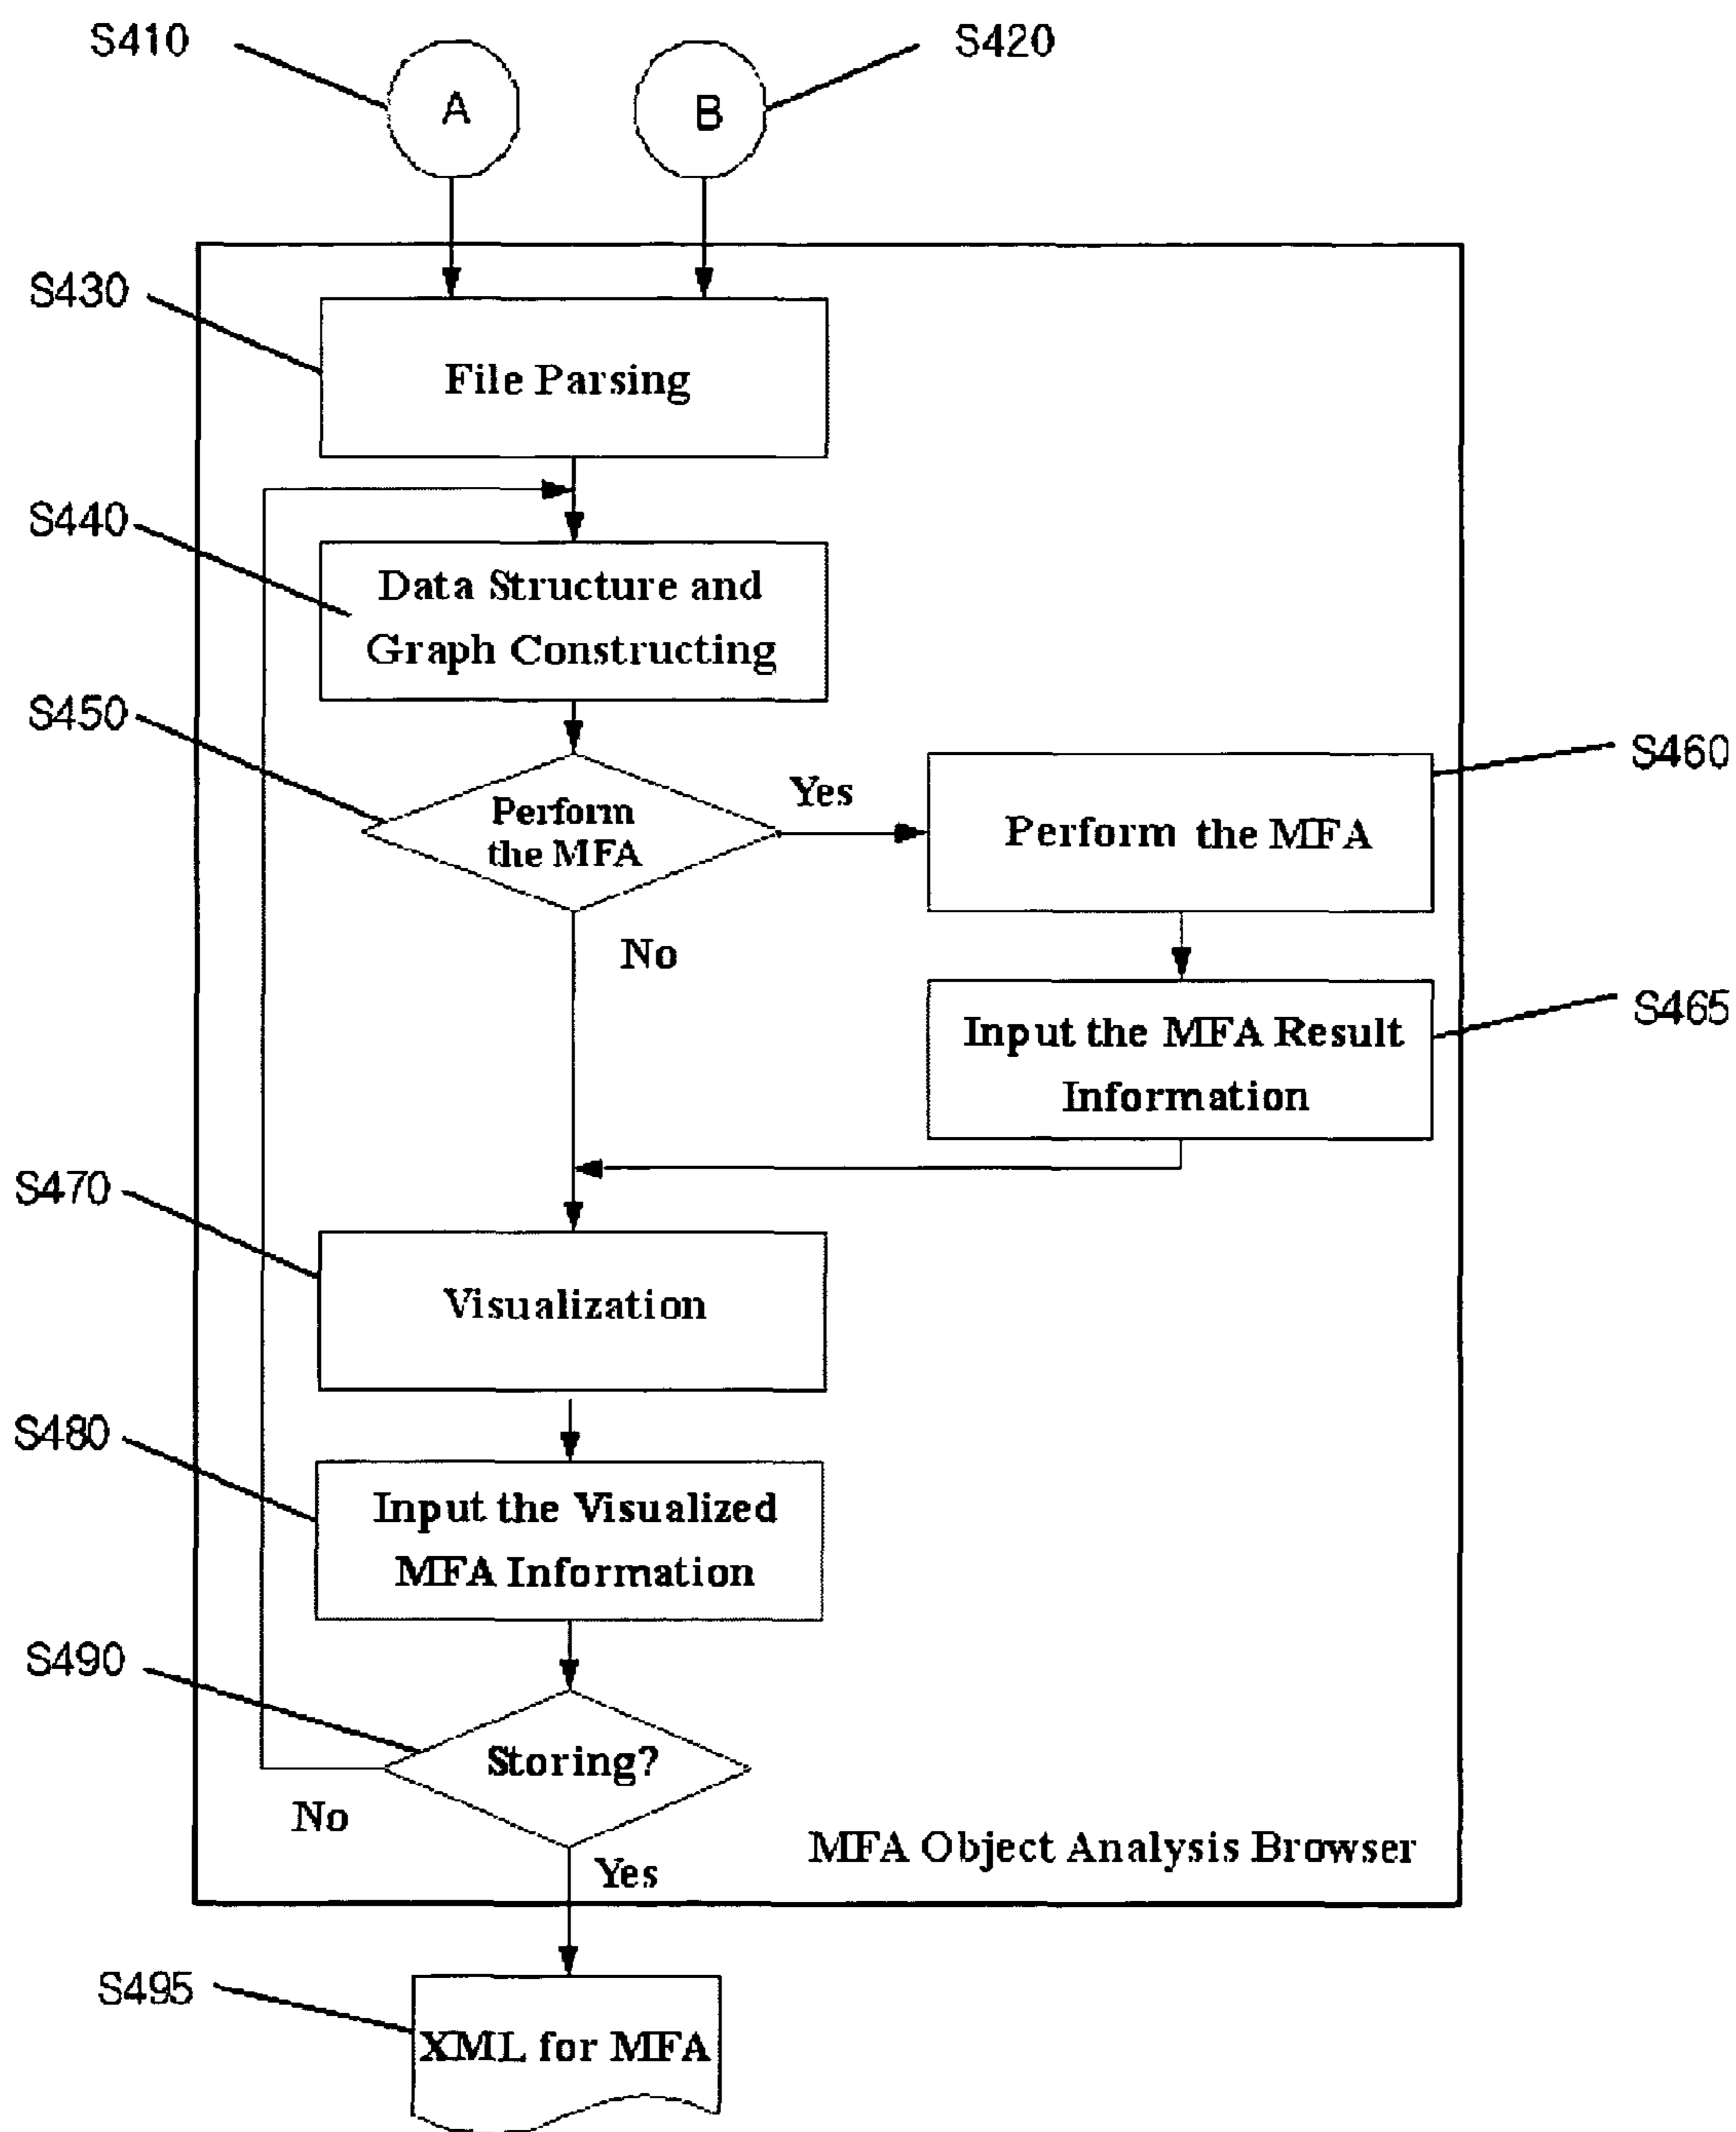 S410
A
B
S420
S430
File Parsing
S440
Data Structure and
Graph Constructing
S450
Perform
the MFA
Yes
No
S460
Perform the MFA
S465
Input the MFA Result
Information
S470
Visualization
S480
Input the Visualized
MFA Information
S490
Storing?
No
Yes
MFA Object Analysis Browser
S495
XML for MFA